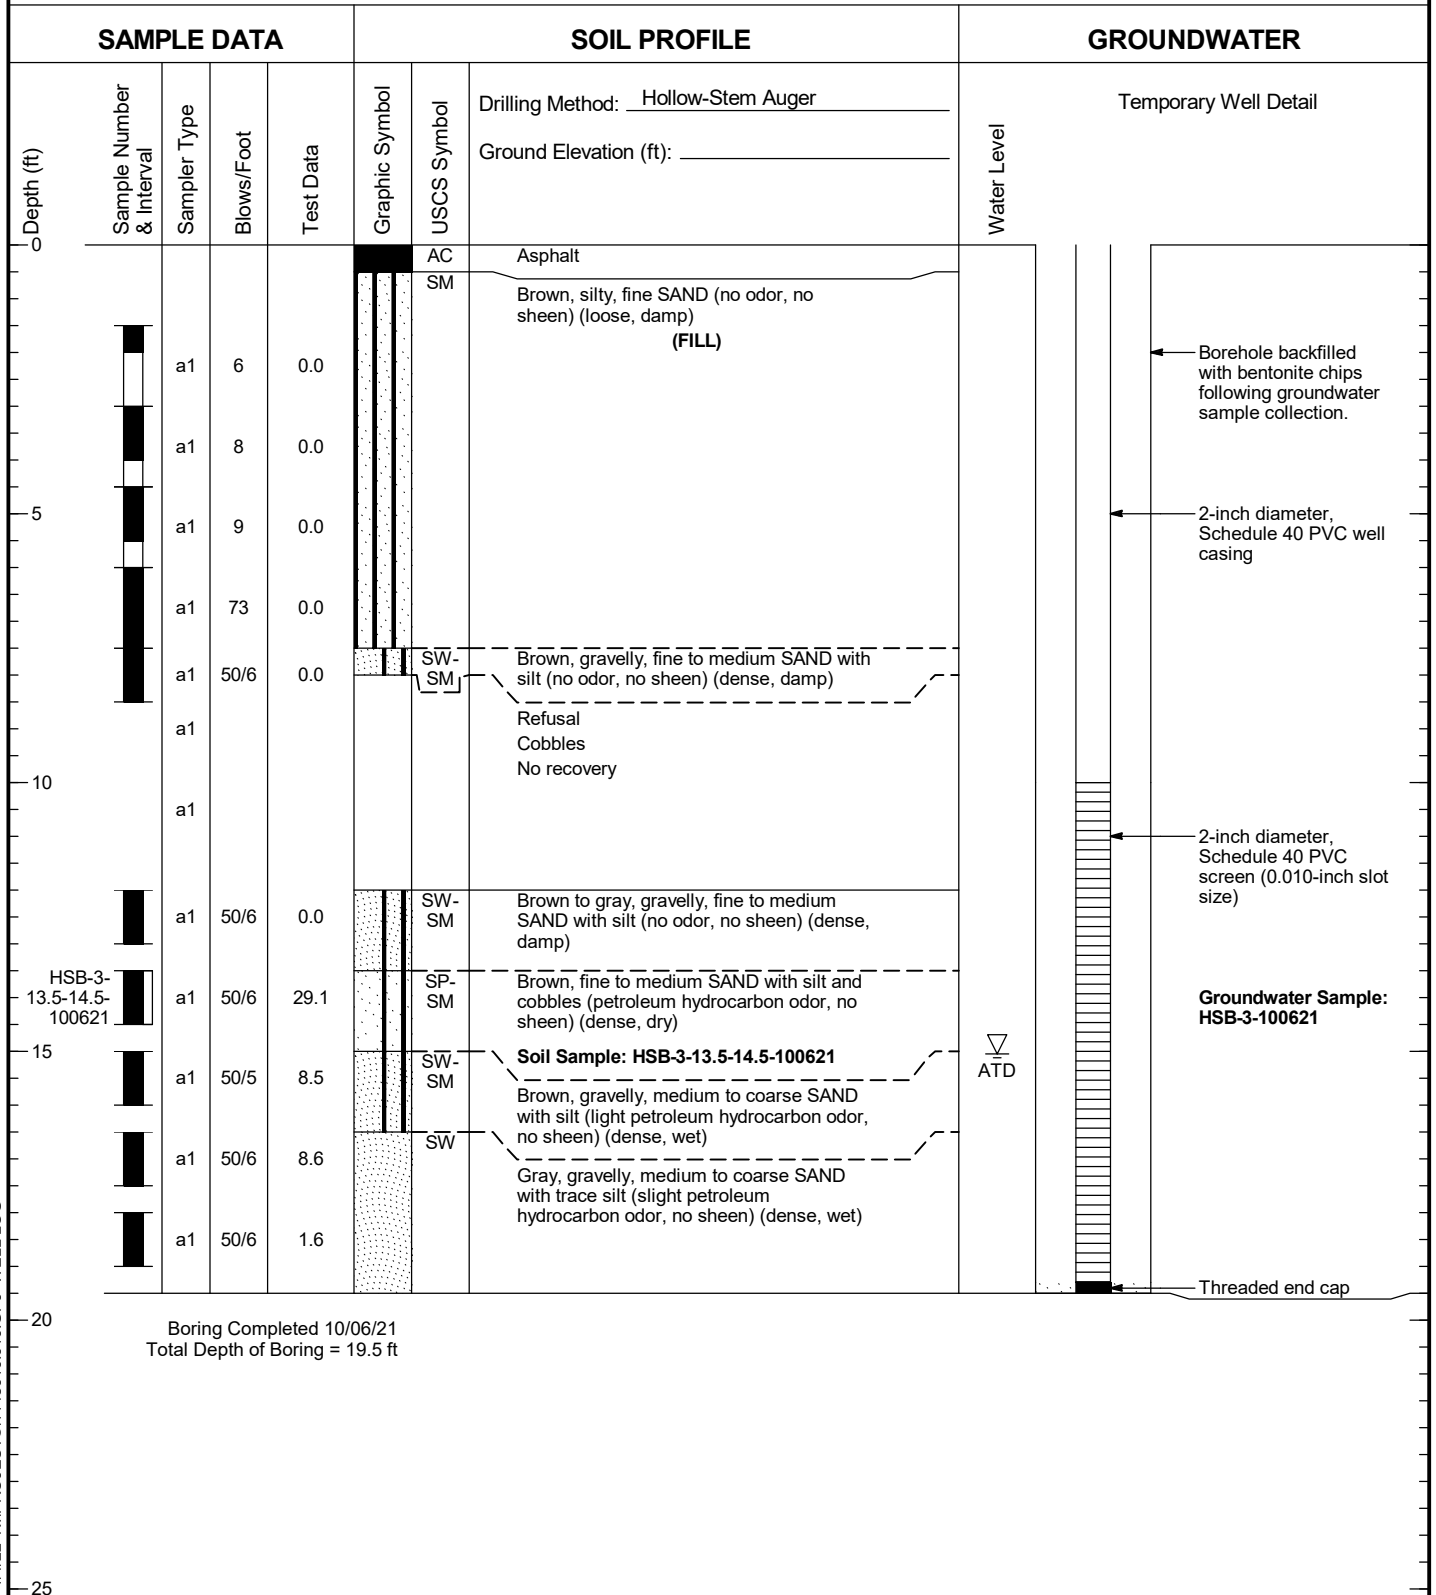 SAMPLE DATA
SOIL PROFILE
GROUNDWATER
Depth (ft)
Sample Number
& Interval
Sampler Type
Blows/Foot
Test Data
Graphic Symbol
USCS Symbol
Drilling Method: Hollow-Stem Auger
Ground Elevation (ft):
Water Level
Temporary Well Detail
0
AC
Asphalt
SM
Brown, silty, fine SAND (no odor, no
sheen) (loose, damp)
(FILL)
a1 6 0.0
Borehole backfilled
with bentonite chips
following groundwater
sample collection.
a1 8 0.0
5
a1 9 0.0
2-inch diameter,
Schedule 40 PVC well
casing
a1 73 0.0
a1 50/6 0.0
SW-
SM
Brown, gravelly, fine to medium SAND with
silt (no odor, no sheen) (dense, damp)
a1
Refusal
Cobbles
No recovery
10
a1
2-inch diameter,
Schedule 40 PVC
screen (0.010-inch slot
size)
a1 50/6 0.0
SW-
SM
Brown to gray, gravelly, fine to medium
SAND with silt (no odor, no sheen) (dense,
damp)
HSB-3-
13.5-14.5-
100621
a1 50/6 29.1
SP-
SM
Brown, fine to medium SAND with silt and
cobbles (petroleum hydrocarbon odor, no
sheen) (dense, dry)
Groundwater Sample:
HSB-3-100621
15
Soil Sample: HSB-3-13.5-14.5-100621
ATD
a1 50/5 8.5
SW-
SM
Brown, gravelly, medium to coarse SAND
with silt (light petroleum hydrocarbon odor,
no sheen) (dense, wet)
a1 50/6 8.6
SW
Gray, gravelly, medium to coarse SAND
with trace silt (slight petroleum
hydrocarbon odor, no sheen) (dense, wet)
a1 50/6 1.6
Threaded end cap
20
Boring Completed 10/06/21
Total Depth of Boring = 19.5 ft
25